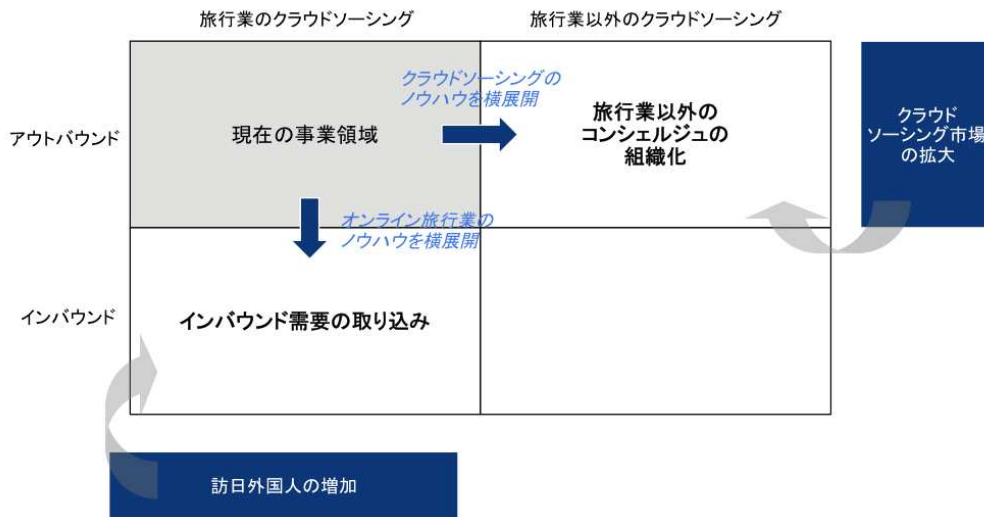 旅行業のクラウドソーシング
旅行業以外のクラウドソーシング
クラウドソーシングの
ノウハウを横展開
アウトバウンド
現在の事業領域
旅行業以外の
コンシェルジュの
組織化
クラウド
ソーシング市場
の拡大
オンライン旅行業の
ノウハウを横展開
インバウンド
インバウンド需要の取り込み
訪日外国人の増加